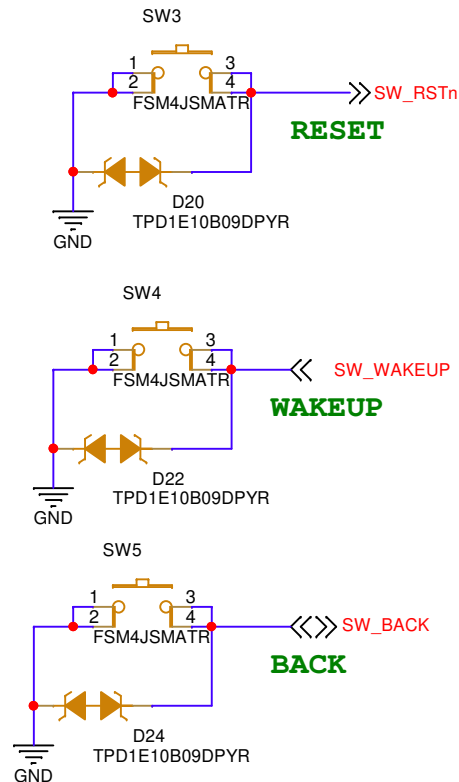 SW3
1 3
2 4
FSM4JSMATR
SW_RSTn
RESET
D20
TPD1E10B09DPYR
GND
SW4
1 3
2 4
FSM4JSMATR
SW_WAKEUP
WAKEUP
D22
TPD1E10B09DPYR
GND
SW5
1 3
2 4
FSM4JSMATR
SW_BACK
BACK
D24
TPD1E10B09DPYR
GND